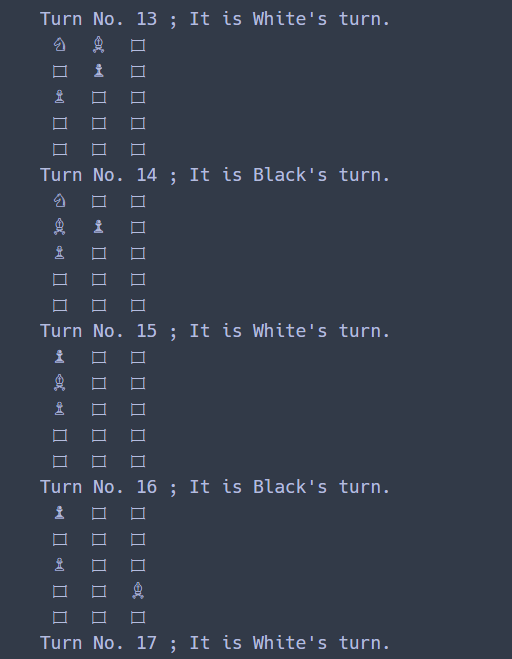 Turn No. 13 ; It is White's turn.
♘ ♗ □
□ ♟ □
♙ □ □
□ □ □
□ □ □
Turn No. 14 ; It is Black's turn.
♘ □ □
♗ ♟ □
♙ □ □
□ □ □
□ □ □
Turn No. 15 ; It is White's turn.
♟ □ □
♗ □ □
♙ □ □
□ □ □
□ □ □
Turn No. 16 ; It is Black's turn.
♟ □ □
□ □ □
♙ □ □
□ □ ♗
□ □ □
Turn No. 17 ; It is White's turn.